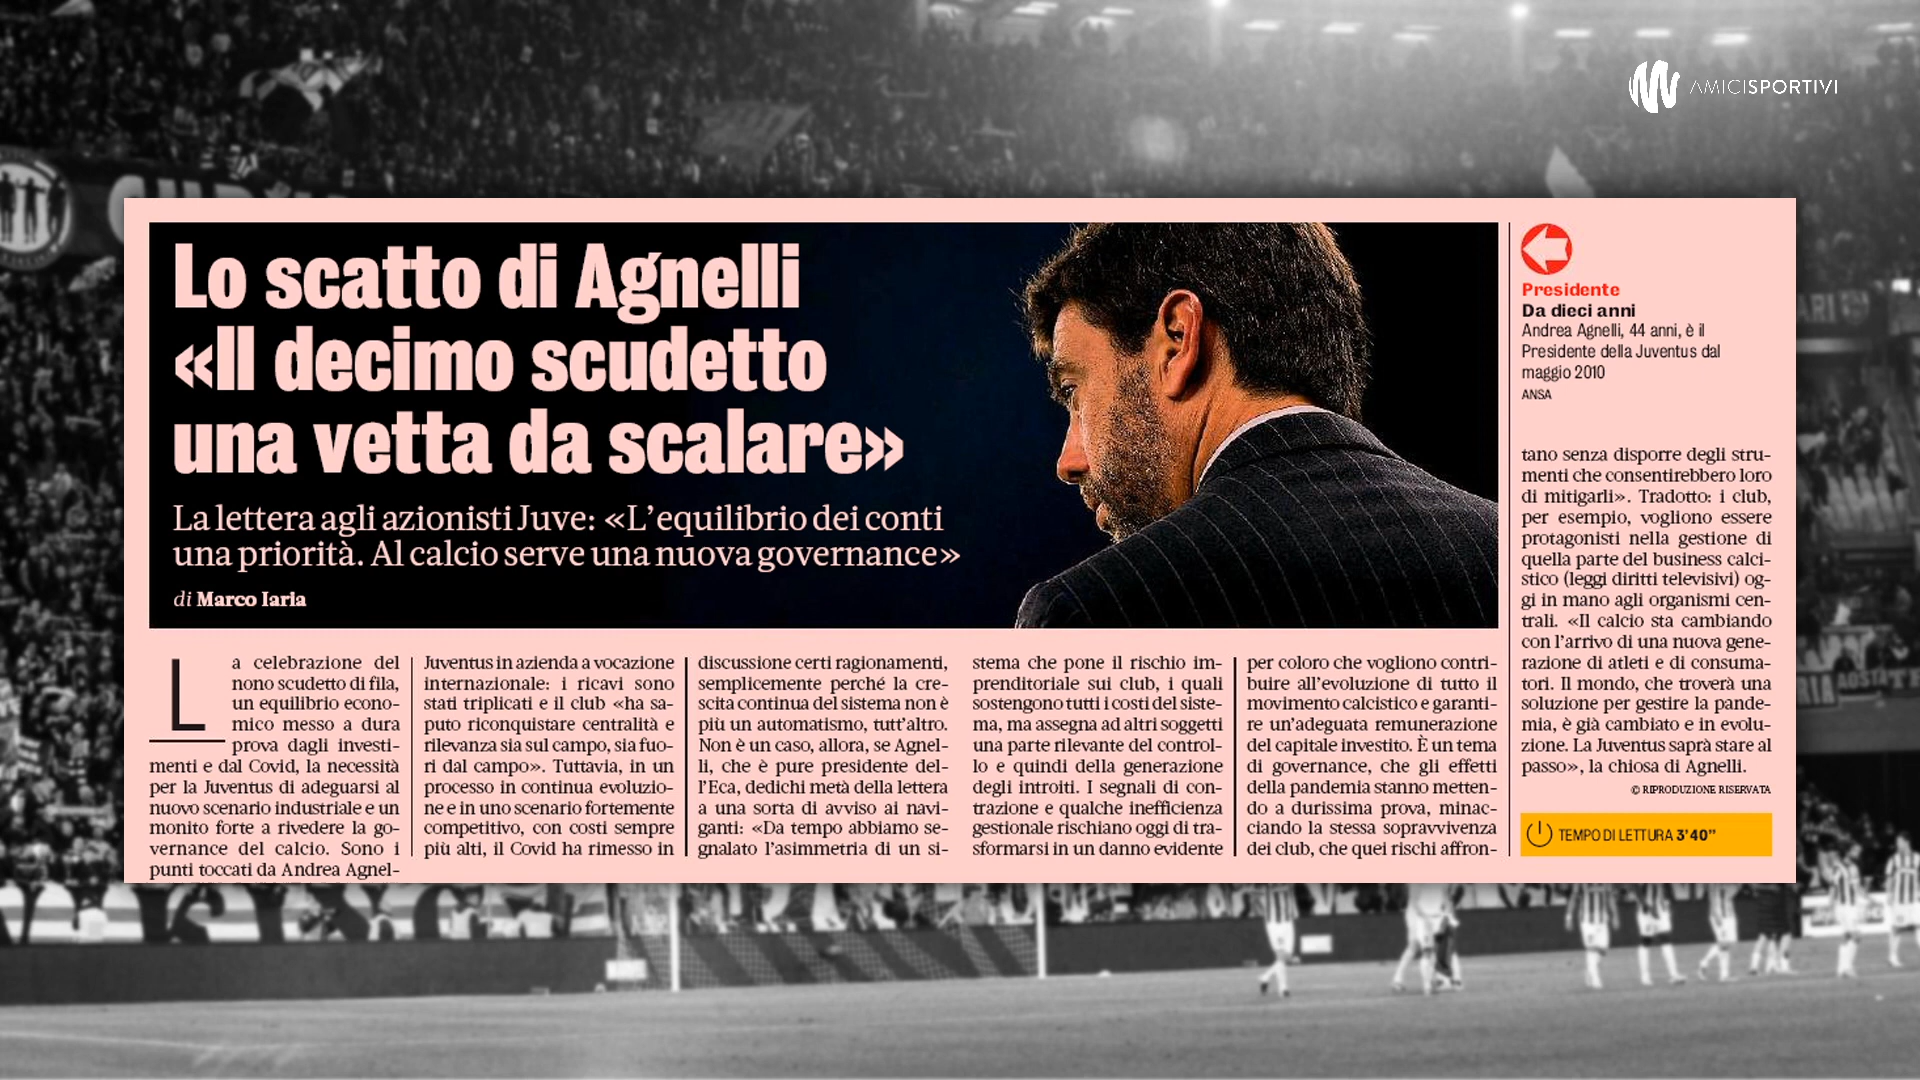 AMICISPORTIVI
Lo scatto di Agnelli
«Il decimo scudetto
una vetta da scalare»
La lettera agli azionisti Juve: «L'equilibrio dei conti
una priorità. Al calcio serve una nuova governance»
di Marco Iaria
Presidente
Da dieci anni
Andrea Agnelli, 44 anni, è il
Presidente della Juventus dal
maggio 2010
ANSA
La celebrazione del
nono scudetto di fila,
un equilibrio econo-
mico messo a dura
prova dagli investi-
menti e dal Covid, la necessità
per la Juventus di adeguarsi al
nuovo scenario industriale e un
monito forte a rivedere la go-
vernance del calcio. Sono i
punti toccati da Andrea Agnel-
Juventus in azienda a vocazione
internazionale: i ricavi sono
stati triplicati e il club «ha sa-
puto riconquistare centralità e
rilevanza sia sul campo, sia fuo-
ri dal campo». Tuttavia, in un
processo in continua evoluzio-
ne e in uno scenario fortemente
competitivo, con costi sempre
più alti, il Covid ha rimesso in
discussione certi ragionamenti,
semplicemente perché la cre-
scita continua del sistema non è
più un automatismo, tutt'altro.
Non è un caso, allora, se Agnel-
li, che è pure presidente del-
l'Eca, dedichi metà della lettera
a una sorta di avviso ai navi-
ganti: «Da tempo abbiamo se-
gnalato l'asimmetria di un si-
stema che pone il rischio im-
prenditoriale sui club, i quali
sostengono tutti i costi del siste-
ma, ma assegna ad altri soggetti
una parte rilevante del control-
lo e quindi della generazione
degli introiti. I segnali di con-
trazione e qualche inefficienza
gestionale rischiano oggi di tra-
sformarsi in un danno evidente
per coloro che vogliono contri-
buire all'evoluzione di tutto il
movimento calcistico e garanti-
re un'adeguata remunerazione
del capitale investito. È un tema
di governance, che gli effetti
della pandemia stanno metten-
do a durissima prova, minac-
ciando la stessa sopravvivenza
dei club, che quei rischi affron-
tano senza disporre degli stru-
menti che consentirebbero loro
di mitigarli». Tradotto: i club,
per esempio, vogliono essere
protagonisti nella gestione di
quella parte del business calci-
stico (leggi diritti televisivi) og-
gi in mano agli organismi cen-
trali. «Il calcio sta cambiando
con l'arrivo di una nuova gene-
razione di atleti e di consuma-
tori. Il mondo, che troverà una
soluzione per gestire la pande-
mia, è già cambiato e in evolu-
zione. La Juventus saprà stare al
passo», la chiosa di Agnelli.
© RIPRODUZIONE RISERVATA
TEMPO DI LETTURA 3'40"